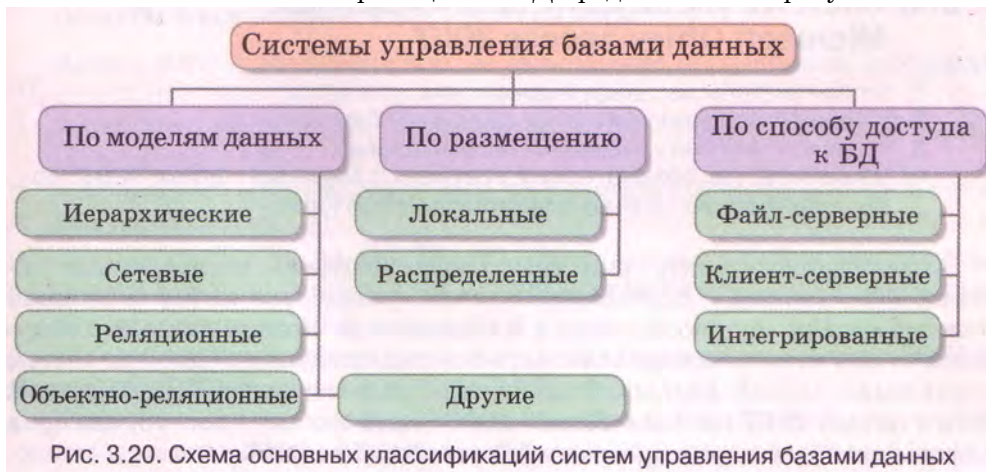 Системы управления базами данных
По моделям данных
По размещению
По способу доступа
к БД
Иерархические
Локальные
Файл-серверные
Сетевые
Распределенные
Клиент-серверные
Реляционные
Интегрированные
Объектно-реляционные
Другие
Рис. 3.20. Схема основных классификаций систем управления базами данных